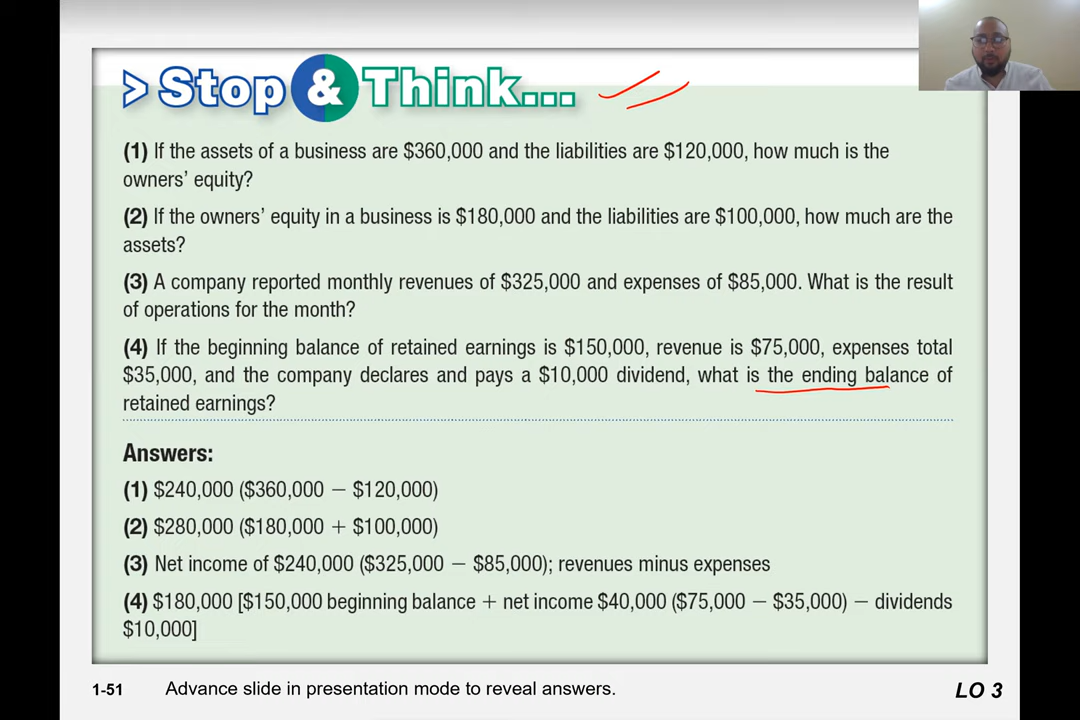 > Stop & Think...
(1) If the assets of a business are $360,000 and the liabilities are $120,000, how much is the
owners' equity?
(2) If the owners' equity in a business is $180,000 and the liabilities are $100,000, how much are the
assets?
(3) A company reported monthly revenues of $325,000 and expenses of $85,000. What is the result
of operations for the month?
(4) If the beginning balance of retained earnings is $150,000, revenue is $75,000, expenses total
$35,000, and the company declares and pays a $10,000 dividend, what is the ending balance of
retained earnings?
Answers:
(1) $240,000 ($360,000 − $120,000)
(2) $280,000 ($180,000 + $100,000)
(3) Net income of $240,000 ($325,000 − $85,000); revenues minus expenses
(4) $180,000 [$150,000 beginning balance + net income $40,000 ($75,000 − $35,000) − dividends
$10,000]
1-51 Advance slide in presentation mode to reveal answers. LO 3